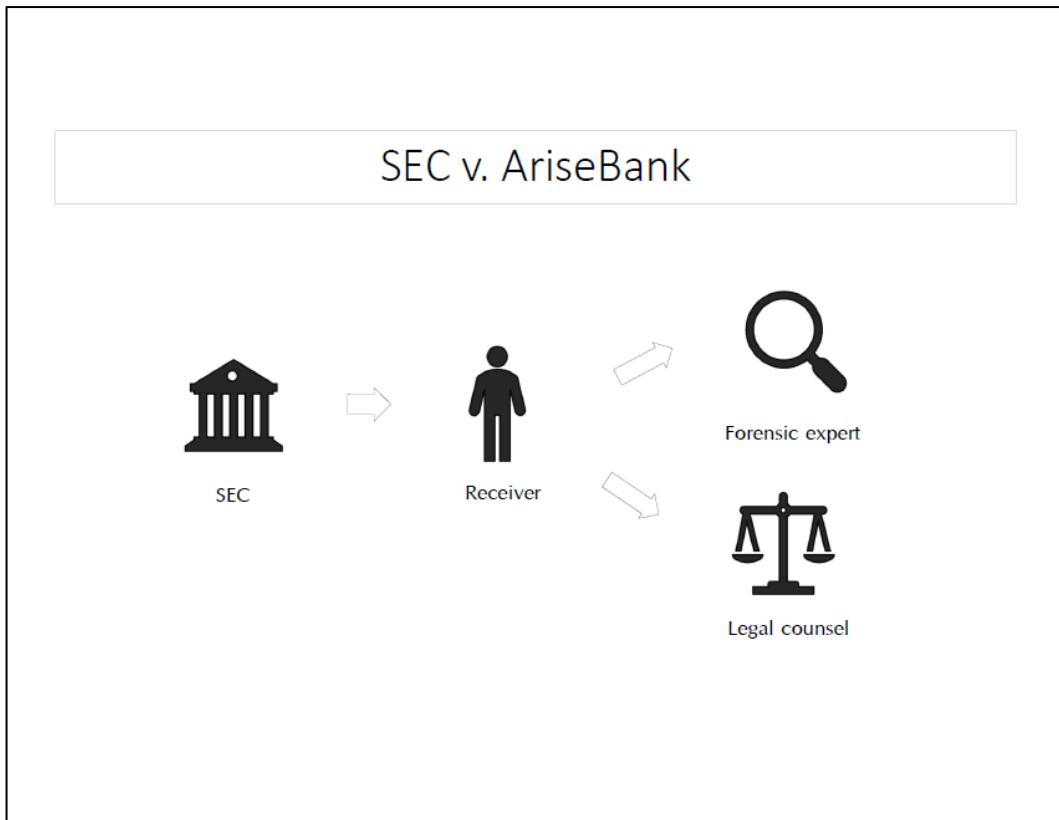 SEC v. AriseBank
SEC
Receiver
Forensic expert
Legal counsel